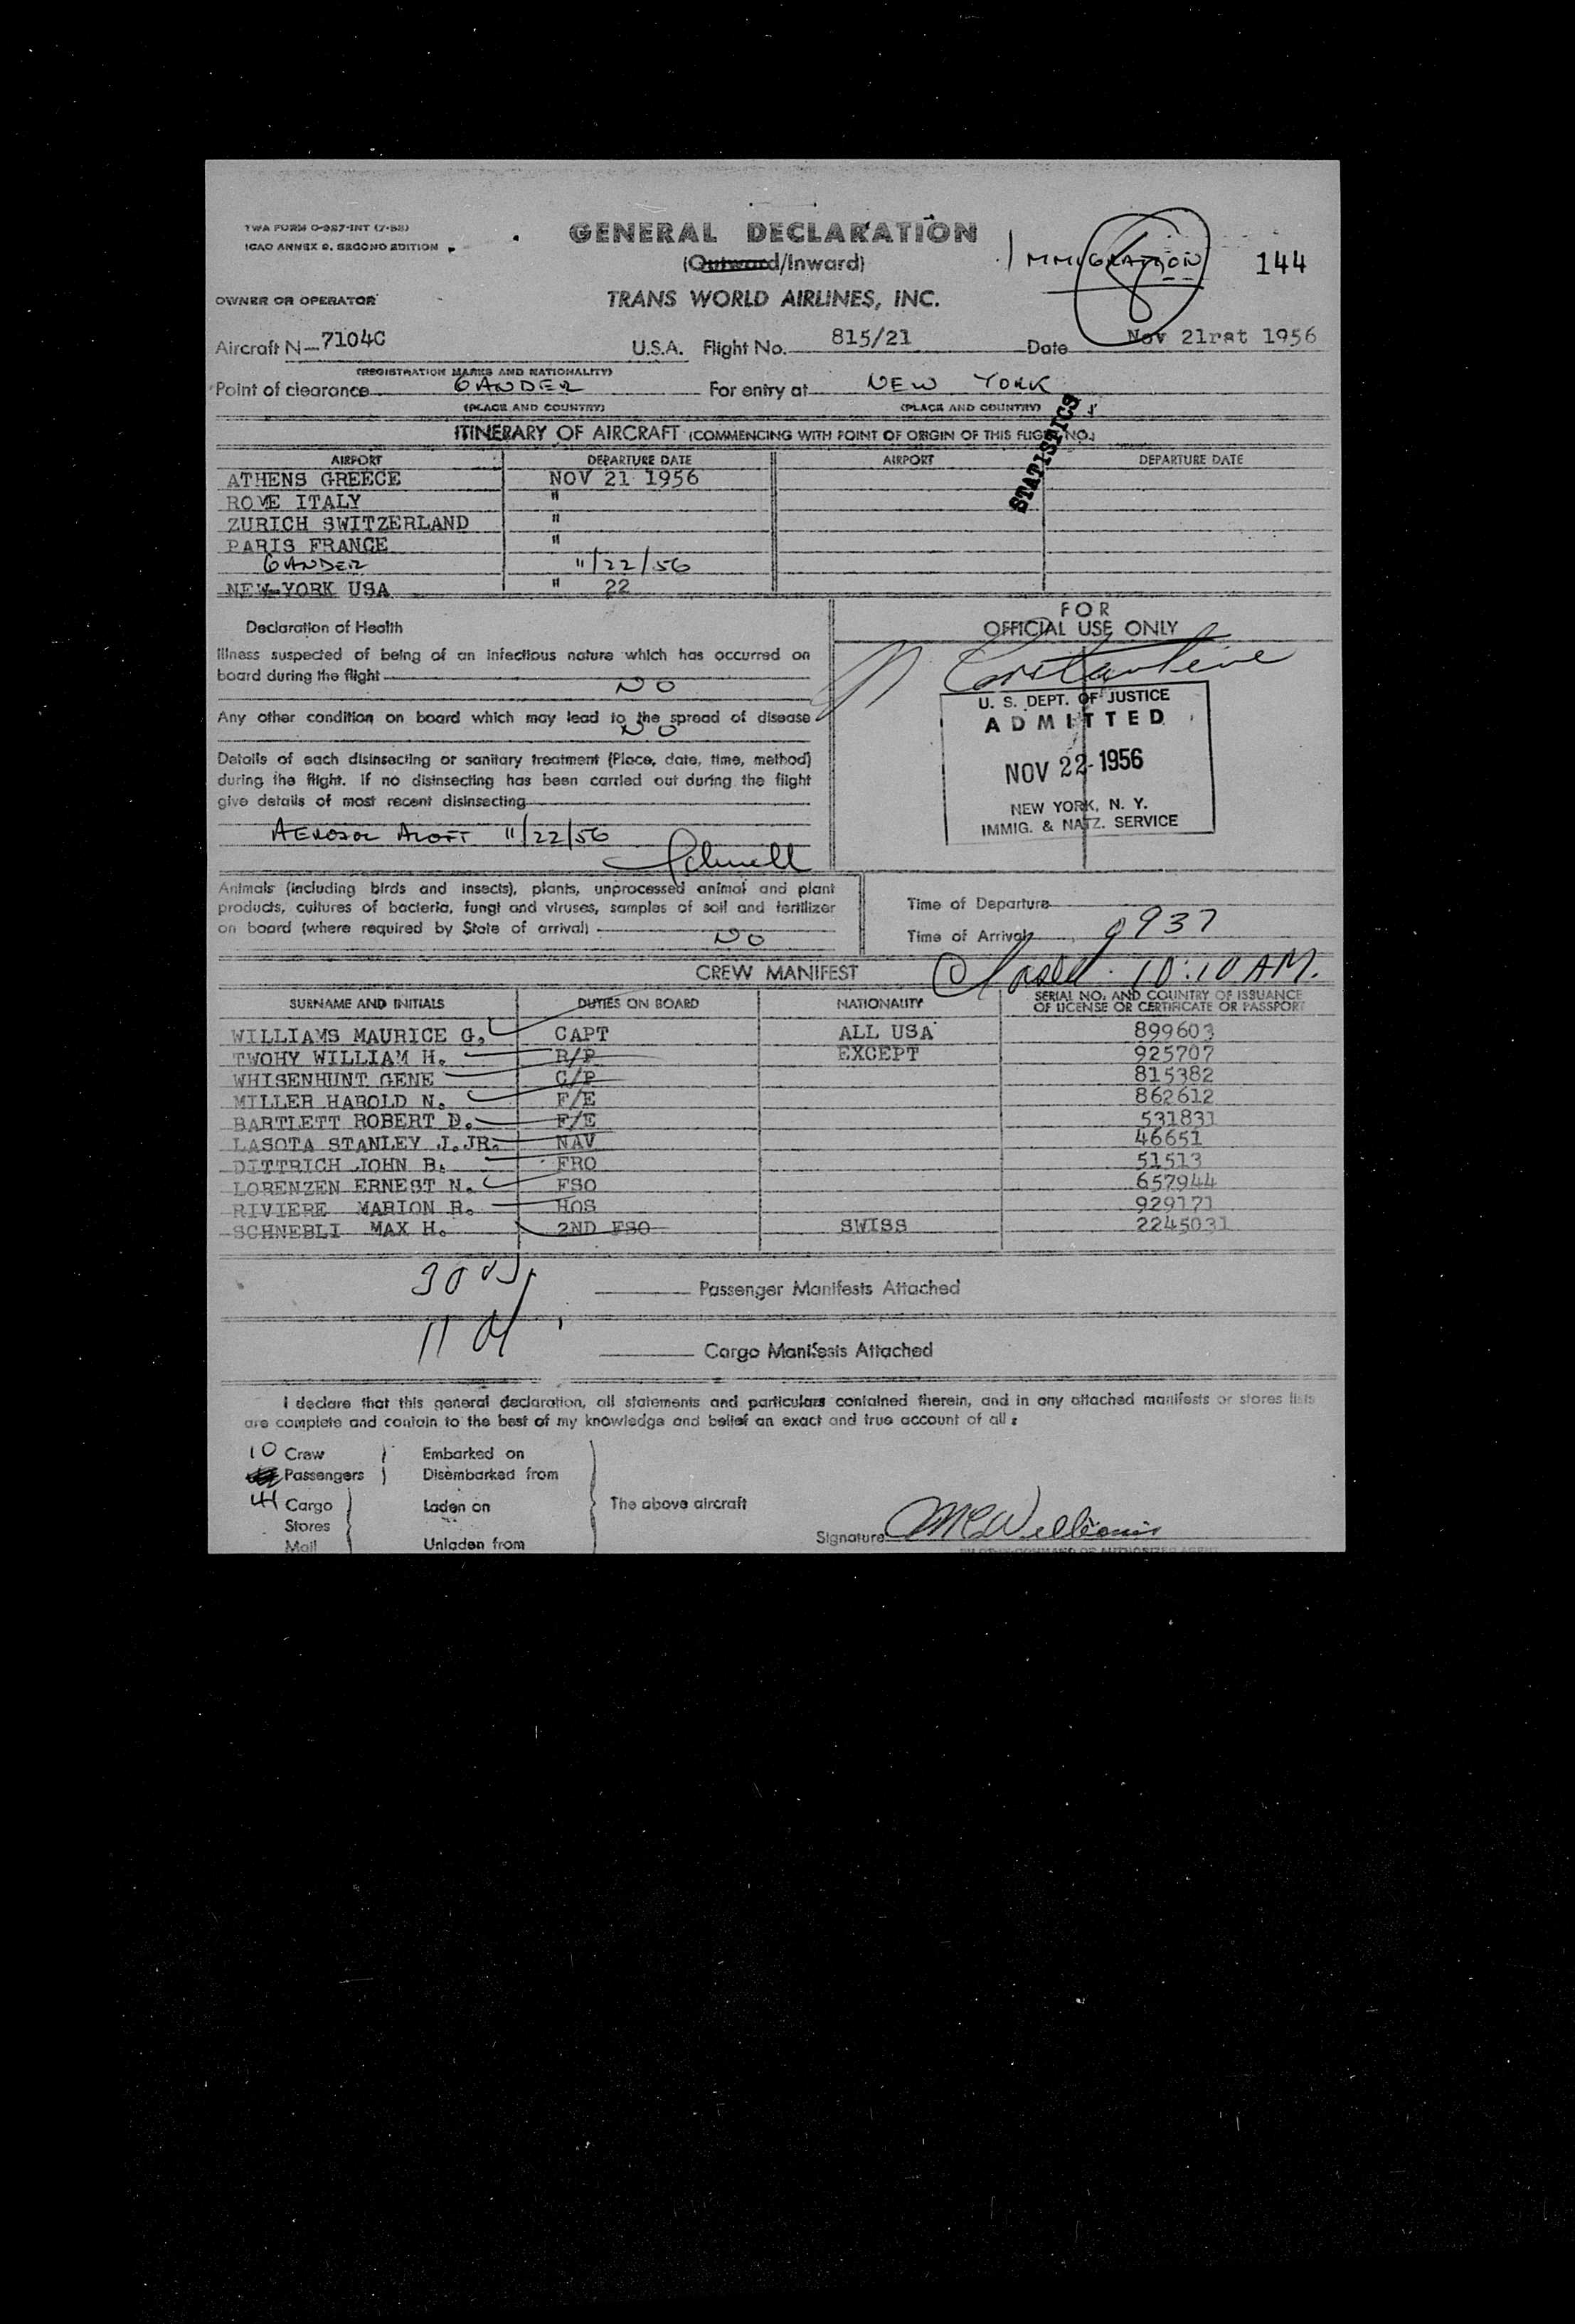 TWA FORM O-987-INT (7-53)
ICAO ANNEX 9, SECOND EDITION
GENERAL DECLARATION
(Outward/Inward)
IMMIGRATION
144
OWNER OR OPERATOR
TRANS WORLD AIRLINES, INC.
Aircraft N—7104C U.S.A. Flight No. 815/21 Date Nov 21rst 1956
(REGISTRATION MARKS AND NATIONALITY)
Point of clearance GANDER For entry at NEW YORK
(PLACE AND COUNTRY) (PLACE AND COUNTRY)
STATISTICS
ITINERARY OF AIRCRAFT (COMMENCING WITH POINT OF ORIGIN OF THIS FLIGHT NO.)
AIRPORT DEPARTURE DATE AIRPORT DEPARTURE DATE
ATHENS GREECE NOV 21 1956
ROME ITALY "
ZURICH SWITZERLAND "
PARIS FRANCE "
GANDER 11/22/56
NEW YORK USA " 22
FOR
OFFICIAL USE ONLY
Declaration of Health
Illness suspected of being of an infectious nature which has occurred on
board during the flight NO
Any other condition on board which may lead to the spread of disease
NO
Details of each disinsecting or sanitary treatment (Place, date, time, method)
during the flight. If no disinsecting has been carried out during the flight
give details of most recent disinsecting
AEROSOL ALOFT 11/22/56
Constantine
U. S. DEPT. OF JUSTICE
ADMITTED
NOV 22 1956
NEW YORK, N. Y.
IMMIG. & NATZ. SERVICE
Animals (including birds and insects), plants, unprocessed animal and plant
products, cultures of bacteria, fungi and viruses, samples of soil and fertilizer
on board (where required by State of arrival) NO
Time of Departure
Time of Arrival 0937
10:10 AM.
CREW MANIFEST
SURNAME AND INITIALS DUTIES ON BOARD NATIONALITY SERIAL NO. AND COUNTRY OF ISSUANCE
OF LICENSE OR CERTIFICATE OR PASSPORT
WILLIAMS MAURICE G. CAPT ALL USA 899603
TWOHY WILLIAM H. R/P EXCEPT 925707
WHISENHUNT GENE C/P 815382
MILLER HAROLD N. F/E 862612
BARTLETT ROBERT D. F/E 531831
LASOTA STANLEY J.JR. NAV 46651
DITTRICH JOHN B. FRO 51513
LORENZEN ERNEST N. FSO 657944
RIVIERE MARION R. HOS 929171
SCHNEBLI MAX H. 2ND FSO SWISS 2245031
Passenger Manifests Attached
Cargo Manifests Attached
I declare that this general declaration, all statements and particulars contained therein, and in any attached manifests or stores lists
are complete and contain to the best of my knowledge and belief an exact and true account of all :
10 Crew Embarked on
Passengers Disembarked from
41 Cargo Laden on The above aircraft
Stores
Mail Unladen from
Signature MGWilliams